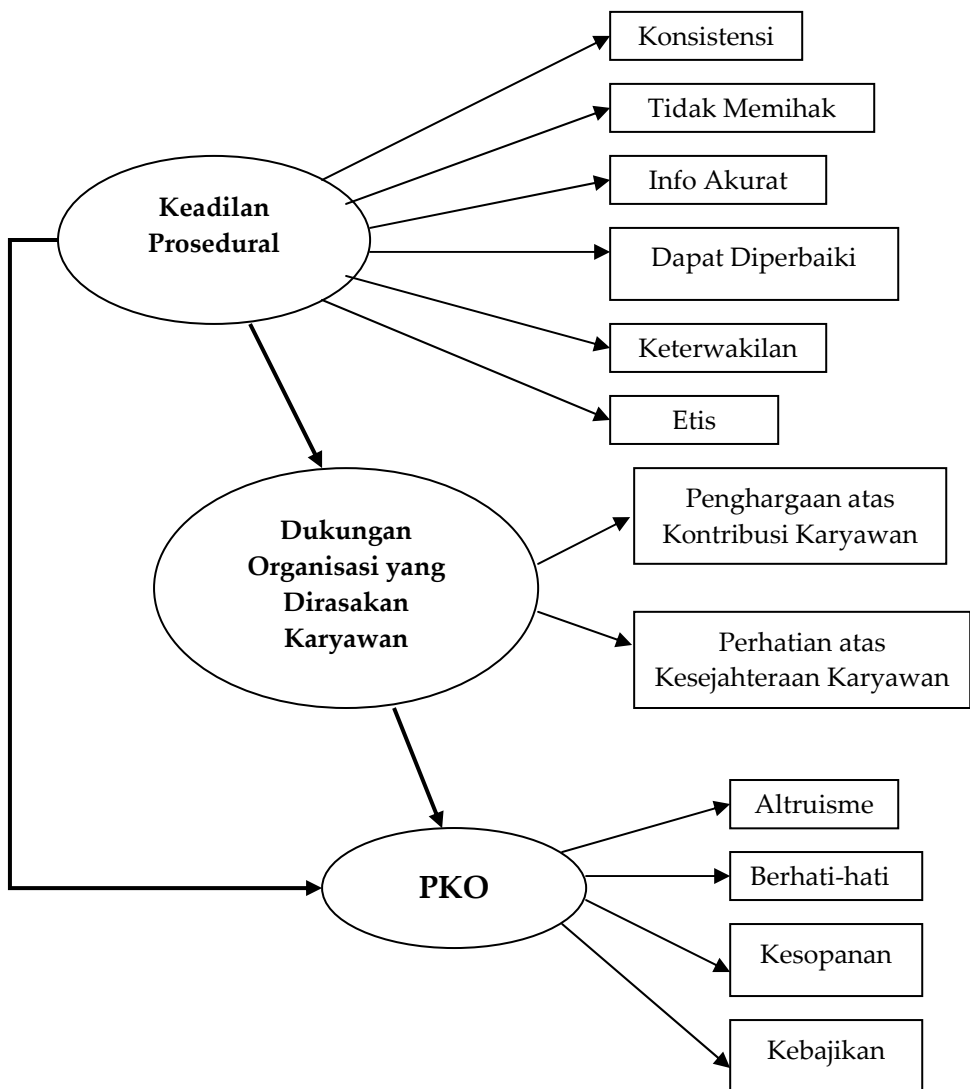 Konsistensi
Tidak Memihak
Keadilan
Prosedural
Info Akurat
Dapat Diperbaiki
Keterwakilan
Etis
Dukungan
Organisasi yang
Dirasakan
Karyawan
Penghargaan atas
Kontribusi Karyawan
Perhatian atas
Kesejahteraan Karyawan
PKO
Altruisme
Berhati-hati
Kesopanan
Kebajikan